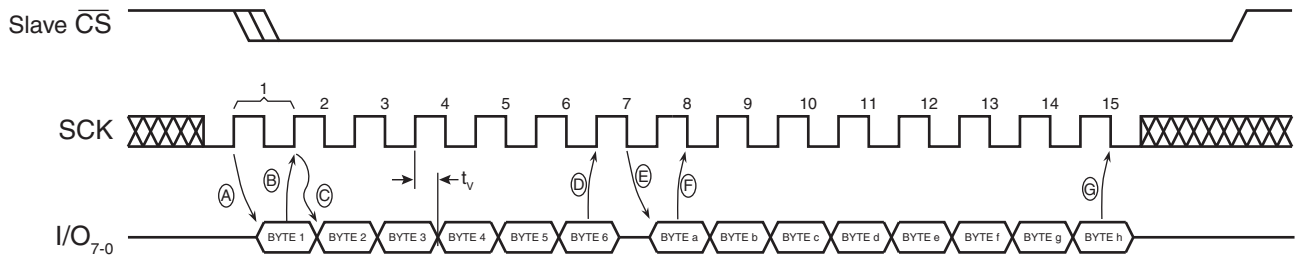 Slave CS
1 2 3 4 5 6 7 8 9 10 11 12 13 14 15
SCK
A B C tv D E F G
I/O7-0
BYTE 1 BYTE 2 BYTE 3 BYTE 4 BYTE 5 BYTE 6 BYTE a BYTE b BYTE c BYTE d BYTE e BYTE f BYTE g BYTE h